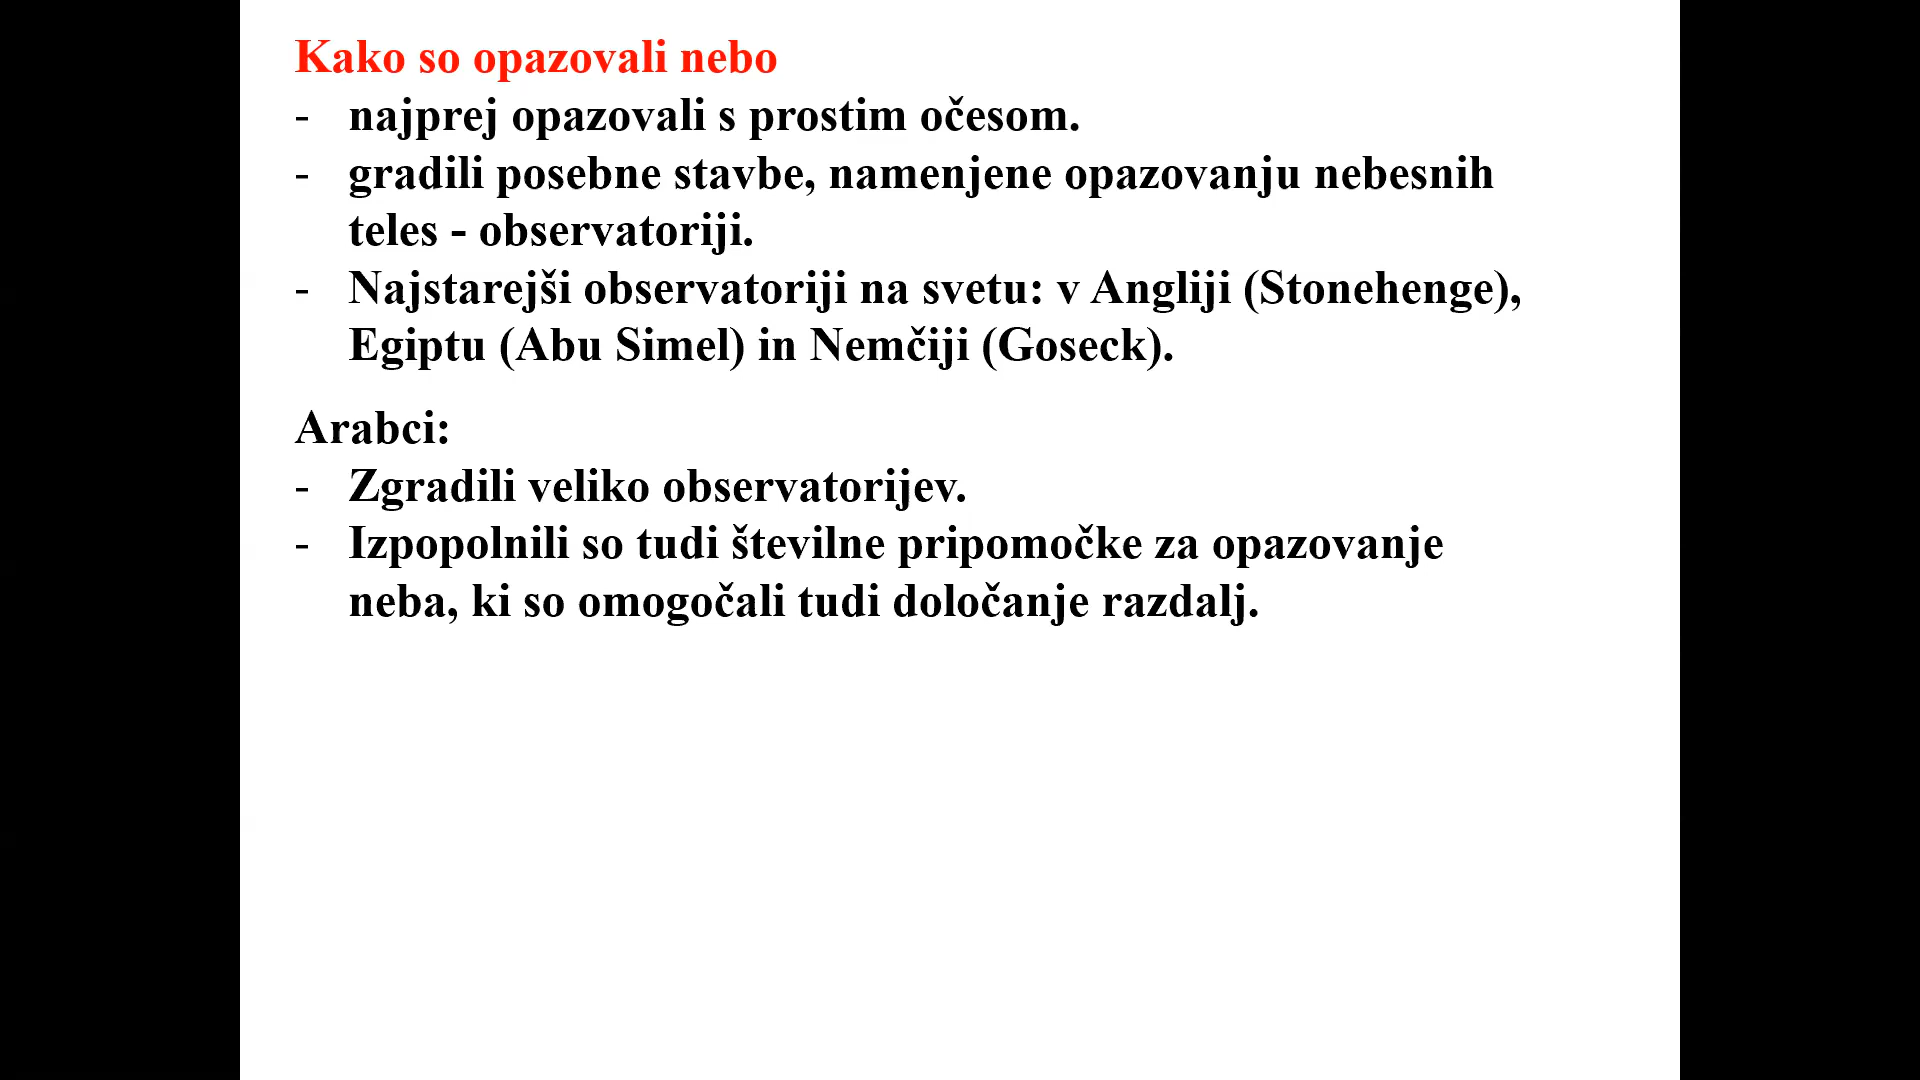 Kako so opazovali nebo
- najprej opazovali s prostim očesom.
- gradili posebne stavbe, namenjene opazovanju nebesnih
teles - observatoriji.
- Najstarejši observatoriji na svetu: v Angliji (Stonehenge),
Egiptu (Abu Simel) in Nemčiji (Goseck).
Arabci:
- Zgradili veliko observatorijev.
- Izpopolnili so tudi številne pripomočke za opazovanje
neba, ki so omogočali tudi določanje razdalj.